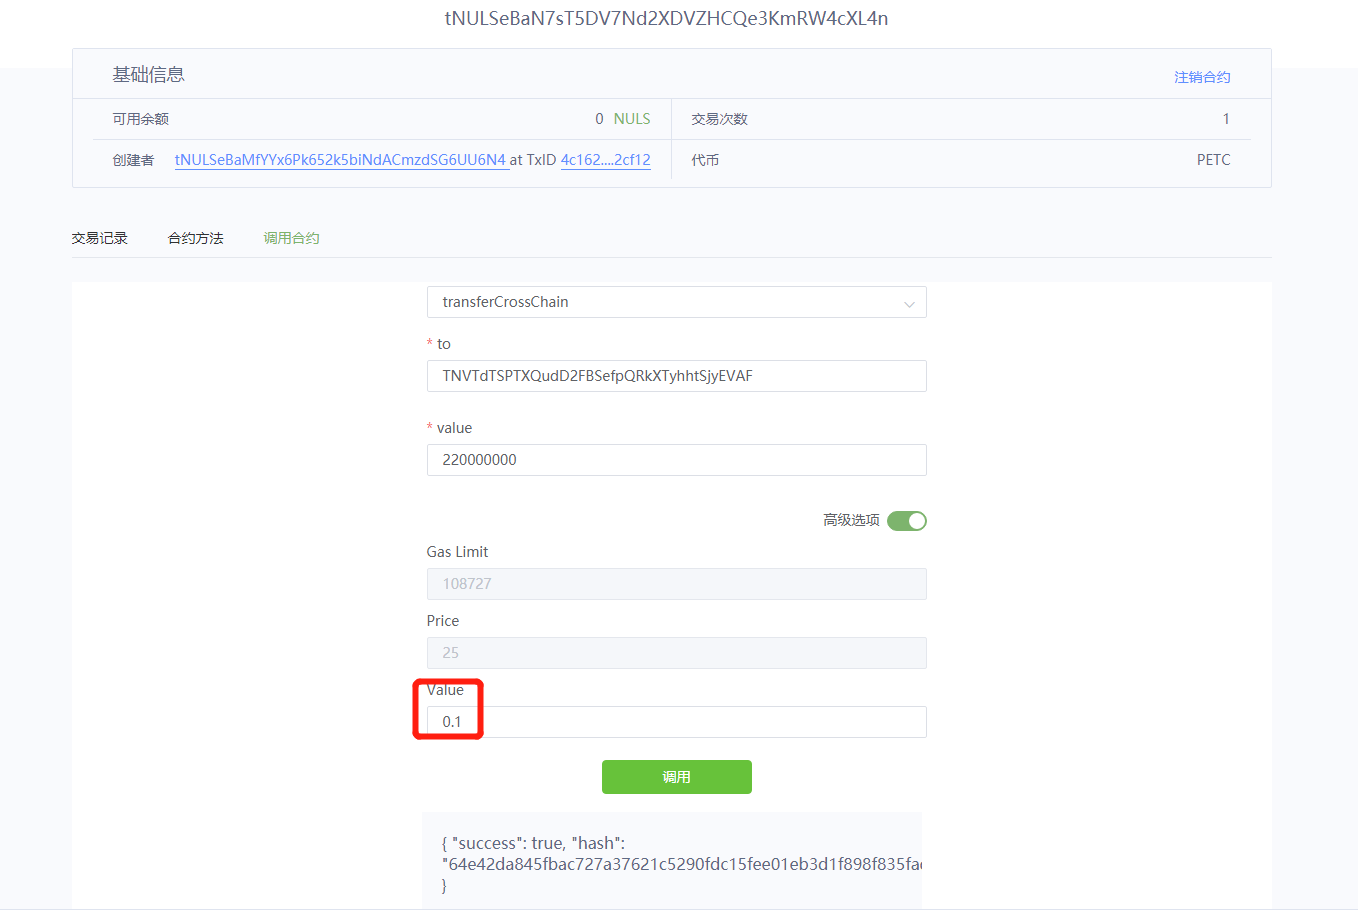 tNULSeBaN7sT5DV7Nd2XDVZHCQe3KmRW4cXL4n
基础信息
注销合约
可用余额 0 NULS 交易次数 1
创建者 tNULSeBaMfYYx6Pk652k5biNdACmzdSG6UU6N4 at TxID 4c162....2cf12 代币 PETC
交易记录 合约方法 调用合约
transferCrossChain
* to
TNVTdTSPTXQudD2FBSefpQRkXTyhhtSjyEVAF
* value
220000000
高级选项
Gas Limit
108727
Price
25
Value
0.1
调用
{ "success": true, "hash":
"64e42da845fbac727a37621c5290fdc15fee01eb3d1f898f835fa
}